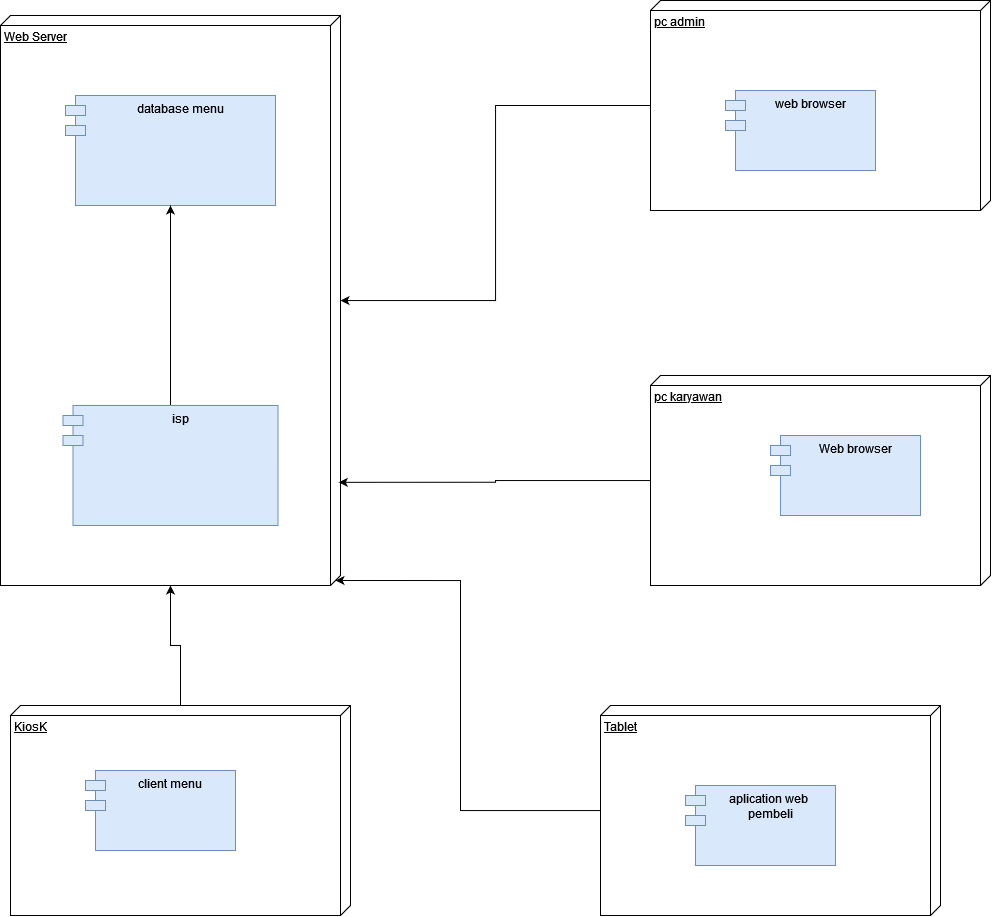 Web Server
database menu
isp
pc admin
web browser
pc karyawan
Web browser
KiosK
client menu
Tablet
aplication web
pembeli